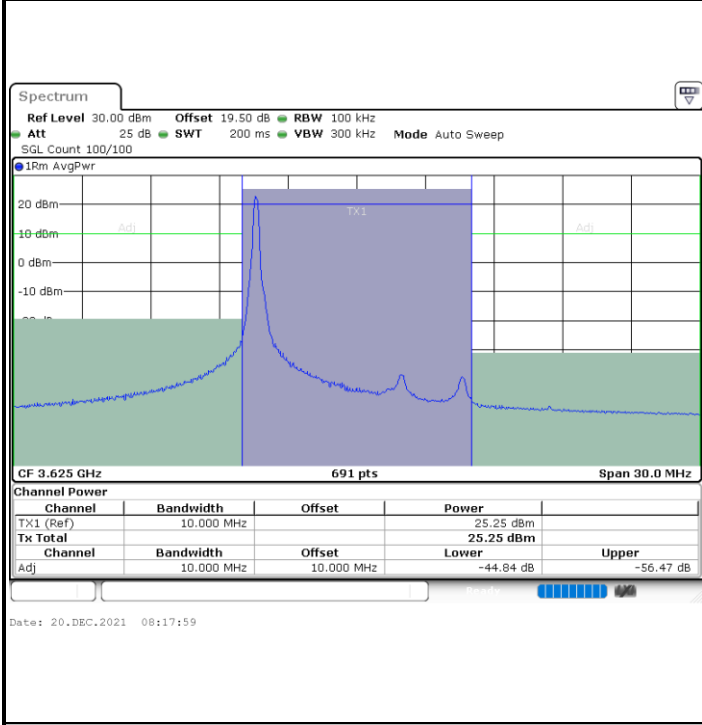 Spectrum
Ref Level 30.00 dBm Offset 19.50 dB RBW 100 kHz
Att 25 dB SWT 200 ms VBW 300 kHz Mode Auto Sweep
SGL Count 100/100
1Rm AvgPwr
20 dBm
TX1
10 dBm
Adj
Adj
0 dBm
-10 dBm
CF 3.625 GHz 691 pts Span 30.0 MHz
Channel Power
Channel Bandwidth Offset Power
TX1 (Ref) 10.000 MHz 25.25 dBm
Tx Total 25.25 dBm
Channel Bandwidth Offset Lower Upper
Adj 10.000 MHz 10.000 MHz -44.84 dB -56.47 dB
Ready
Date: 20.DEC.2021 08:17:59